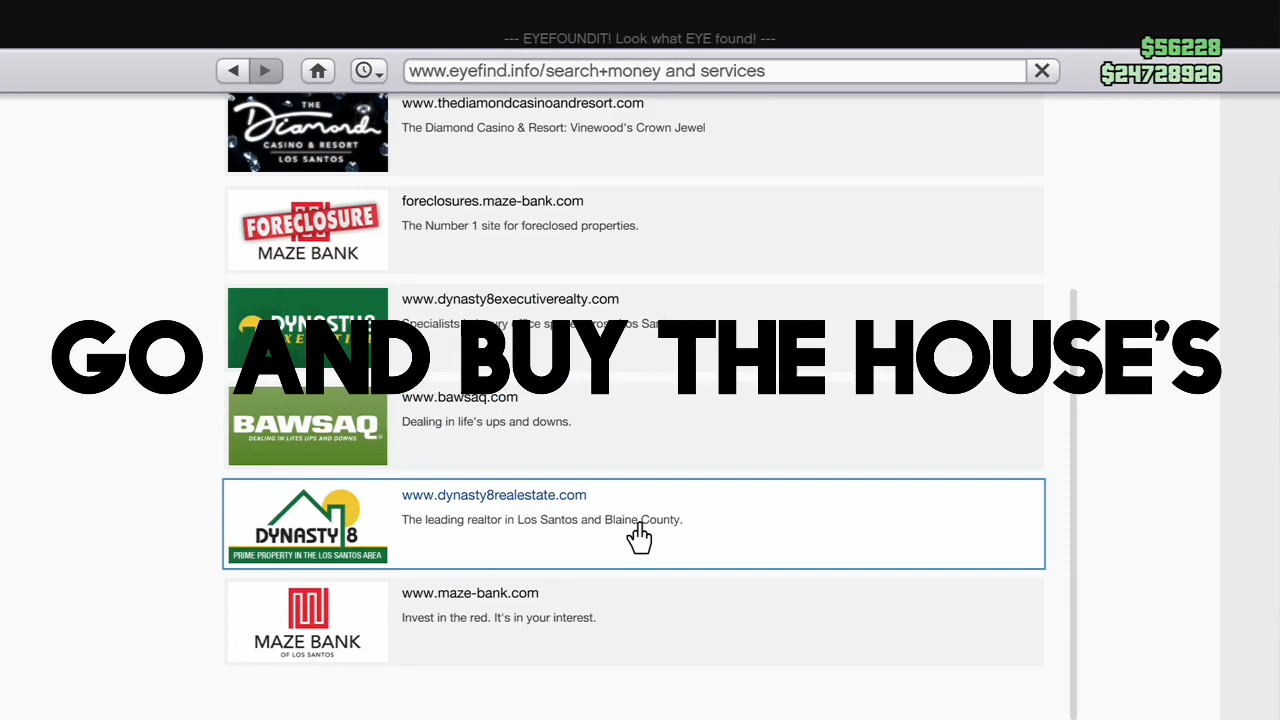 --- EYEFOUNDIT! Look what EYE found! ---
$56228
www.eyefind.info/search+money and services
$24728926
THE
Diamond
CASINO & RESORT
LOS SANTOS
www.thediamondcasinoandresort.com
The Diamond Casino & Resort: Vinewood's Crown Jewel
FORECLOSURE
MAZE BANK
foreclosures.maze-bank.com
The Number 1 site for foreclosed properties.
DYNASTY 8
EXECUTIVE
www.dynasty8executiverealty.com
Specialists
GO AND BUY THE HOUSE'S
BAWSAQ
DEALING IN LIFES UPS AND DOWNS
www.bawsaq.com
Dealing in life's ups and downs.
DYNASTY 8
PRIME PROPERTY IN THE LOS SANTOS AREA
www.dynasty8realestate.com
The leading realtor in Los Santos and Blaine County.
MAZE BANK
OF LOS SANTOS
www.maze-bank.com
Invest in the red. It's in your interest.